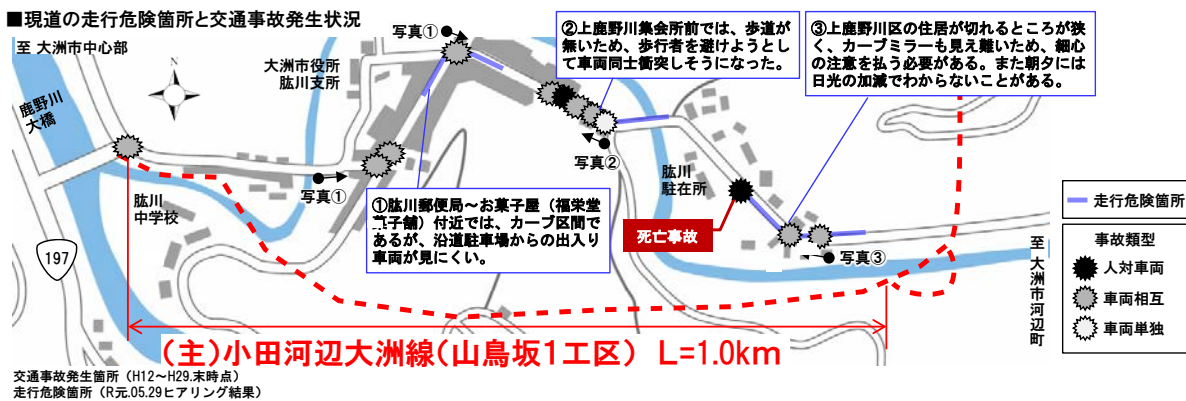 ■現道の走行危険箇所と交通事故発生状況
至 大洲市中心部
鹿野川
大橋
大洲市役所
肱川支所
写真①
②上鹿野川集会所前では、歩道が
無いため、歩行者を避けようとし
て車両同士衝突しそうになった。
③上鹿野川区の住居が切れるところが狭
く、カーブミラーも見え難いため、細心
の注意を払う必要がある。また朝夕には
日光の加減でわからないことがある。
写真②
写真①
肱川
中学校
①肱川郵便局~お菓子屋（福栄堂
菓子舗）付近では、カーブ区間で
あるが、沿道駐車場からの出入り
車両が見にくい。
肱川
駐在所
死亡事故
写真③
197
至 大洲市河辺町
走行危険箇所
事故類型
人対車両
車両相互
車両単独
(主)小田河辺大洲線(山鳥坂1工区) L=1.0km
交通事故発生箇所（H12~H29.末時点）
走行危険箇所（R元.05.29ヒアリング結果）